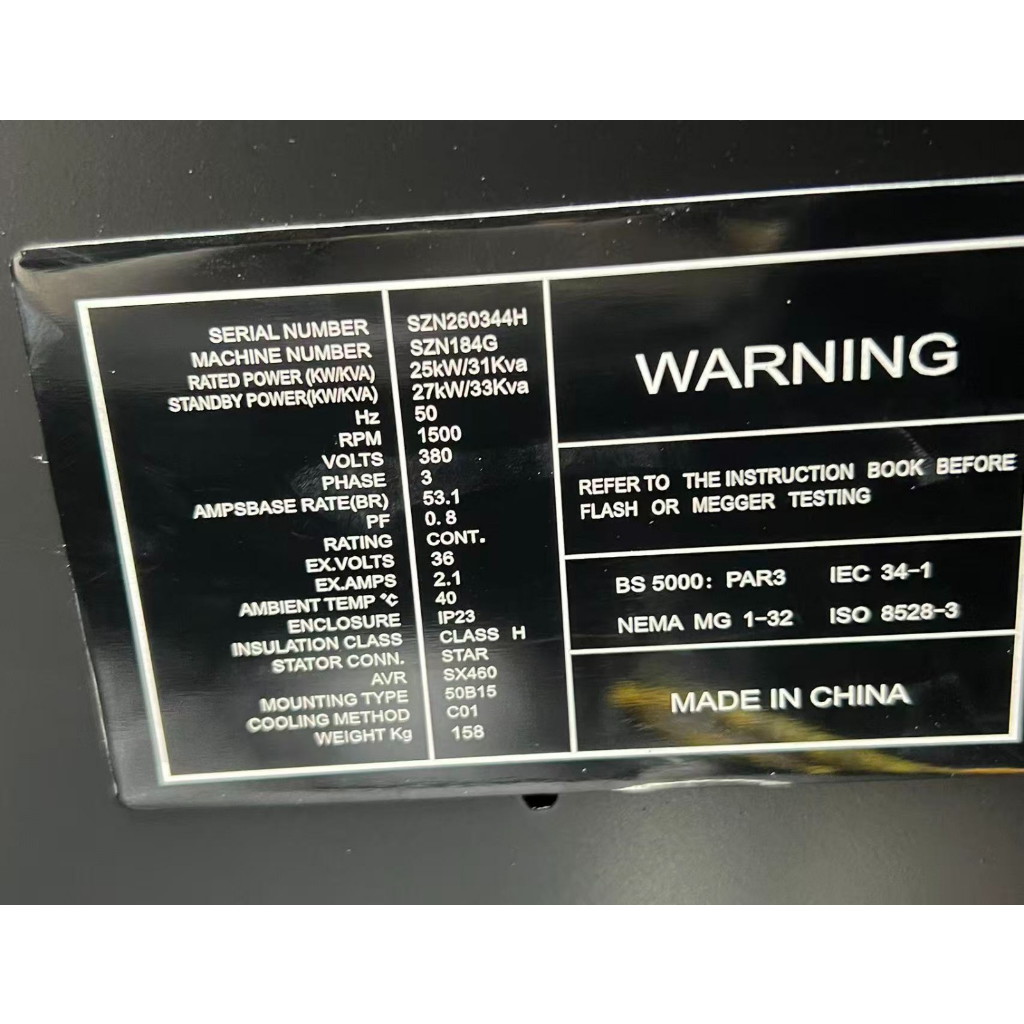 SERIAL NUMBER SZN260344H
MACHINE NUMBER SZN184G
RATED POWER (KW/KVA) 25kW/31Kva
STANDBY POWER(KW/KVA) 27kW/33Kva
Hz 50
RPM 1500
VOLTS 380
PHASE 3
AMPSBASE RATE(BR) 53.1
PF 0.8
RATING CONT.
EX.VOLTS 36
EX.AMPS 2.1
AMBIENT TEMP °C 40
ENCLOSURE IP23
INSULATION CLASS CLASS H
STATOR CONN. STAR
AVR SX460
MOUNTING TYPE 50B15
COOLING METHOD C01
WEIGHT Kg 158
WARNING
REFER TO THE INSTRUCTION BOOK BEFORE
FLASH OR MEGGER TESTING
BS 5000: PAR3 IEC 34-1
NEMA MG 1-32 ISO 8528-3
MADE IN CHINA